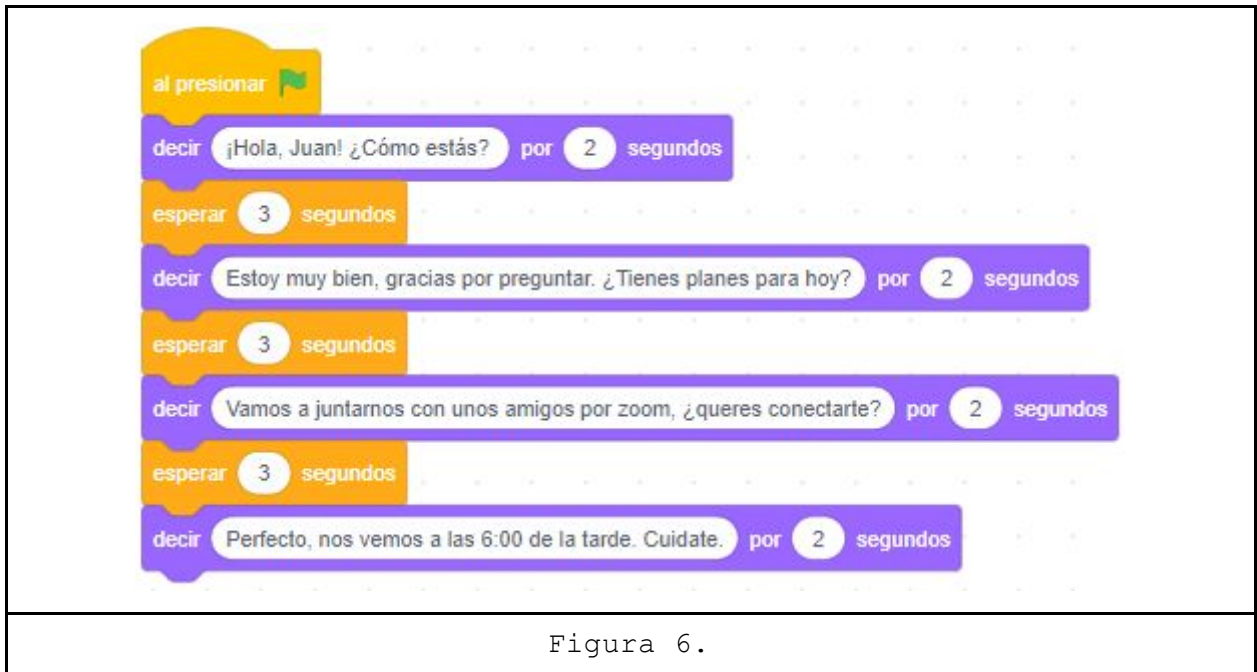 al presionar
decir ¡Hola, Juan! ¿Cómo estás? por 2 segundos
esperar 3 segundos
decir Estoy muy bien, gracias por preguntar. ¿Tienes planes para hoy? por 2 segundos
esperar 3 segundos
decir Vamos a juntarnos con unos amigos por zoom, ¿queres conectarte? por 2 segundos
esperar 3 segundos
decir Perfecto, nos vemos a las 6:00 de la tarde. Cuidate. por 2 segundos
Figura 6.